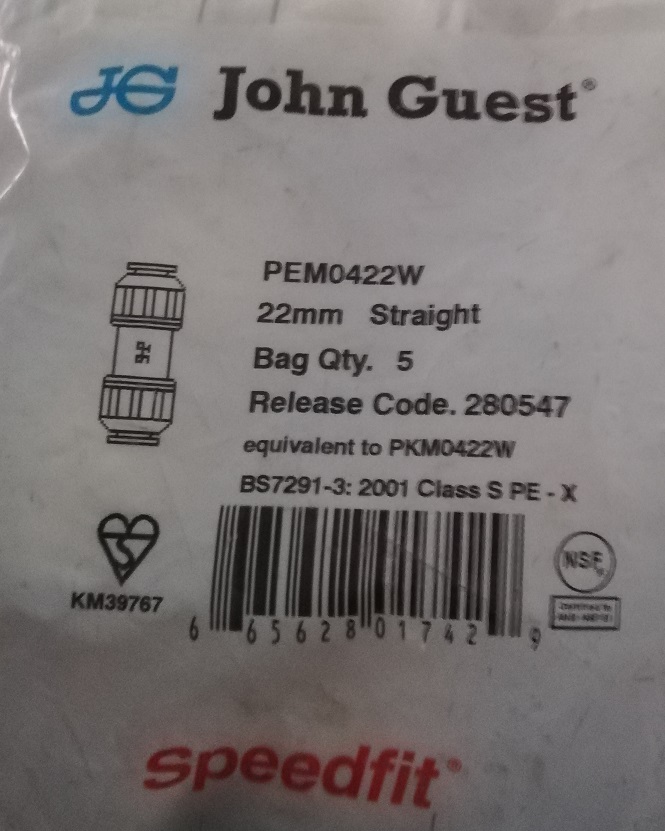 JG John Guest®
PEM0422W
22mm Straight
Bag Qty. 5
Release Code. 280547
equivalent to PKM0422W
BS7291-3: 2001 Class S PE - X
KM39767
NSF
6 65628 01742 9
speedfit®